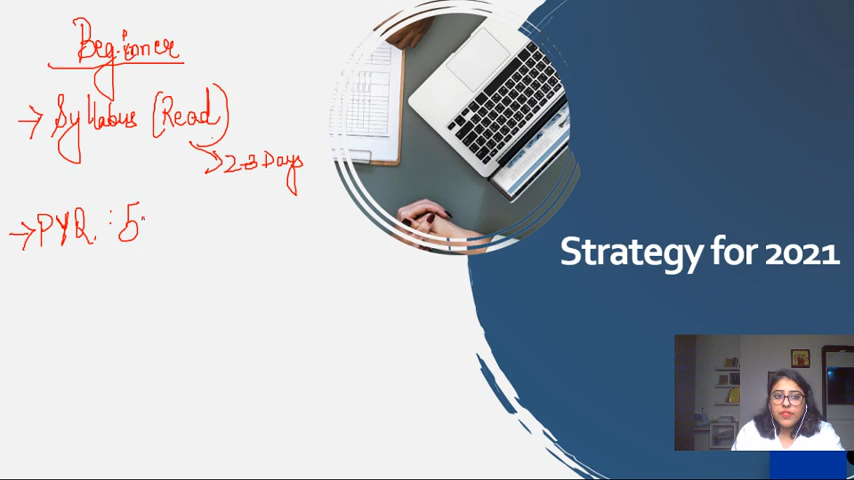 Beginner
→ Syllabus (Read)
→ 2-3 Days
→ PYQ. : 5
Strategy for 2021